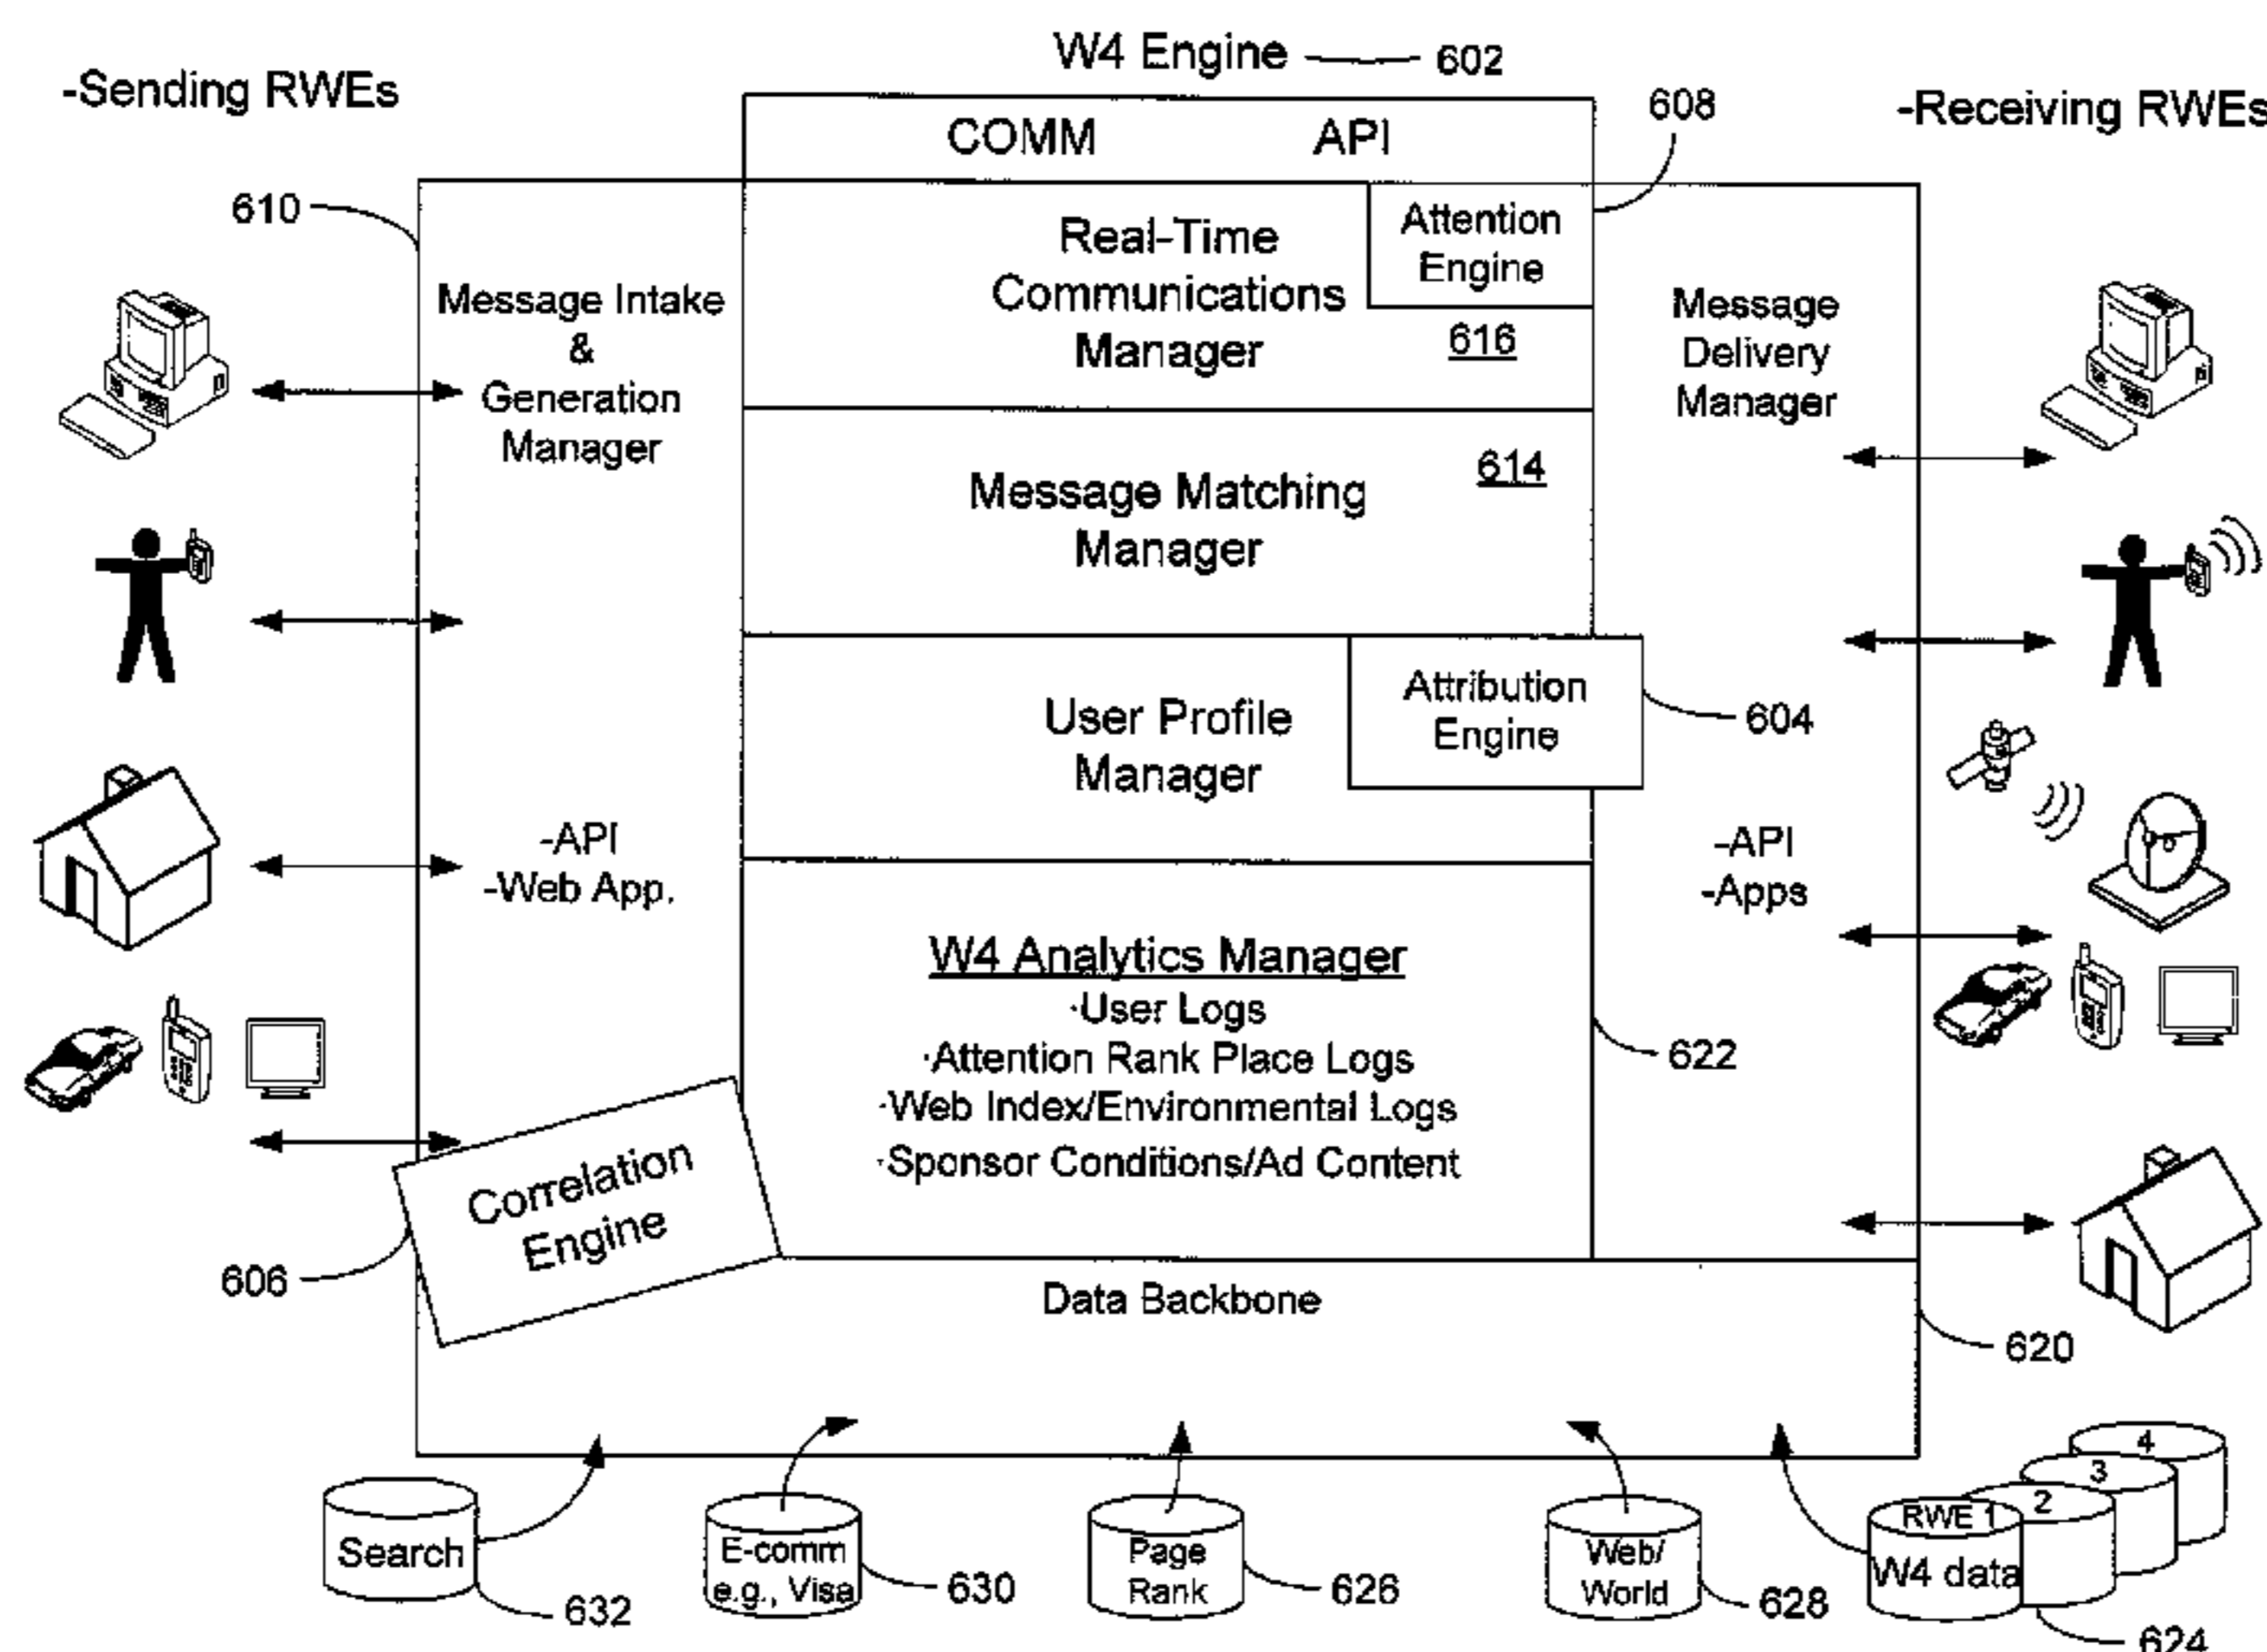 W4 Engine 602
-Sending RWEs
-Receiving RWEs
COMM API
608
610
Message Intake
&
Generation
Manager
-API
-Web App.
Real-Time
Communications
Manager
Attention
Engine
616
Message Matching
Manager
614
User Profile
Manager
Attribution
Engine
604
W4 Analytics Manager
·User Logs
·Attention Rank Place Logs
·Web Index/Environmental Logs
·Sponsor Conditions/Ad Content
622
Message
Delivery
Manager
-API
-Apps
Correlation
Engine
606
Data Backbone
620
Search
632
E-comm
e.g., Visa
630
Page
Rank
626
Web/
World
628
4
3
2
RWE 1
W4 data
624